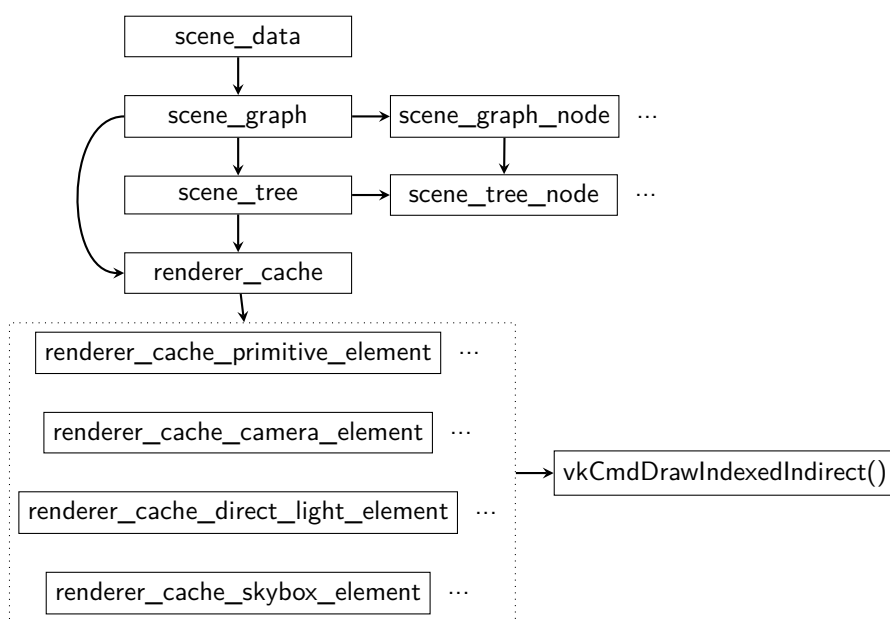 scene_data
scene_graph
scene_graph_node ...
scene_tree
scene_tree_node ...
renderer_cache
renderer_cache_primitive_element ...
renderer_cache_camera_element ...
vkCmdDrawIndexedIndirect()
renderer_cache_direct_light_element ...
renderer_cache_skybox_element ...